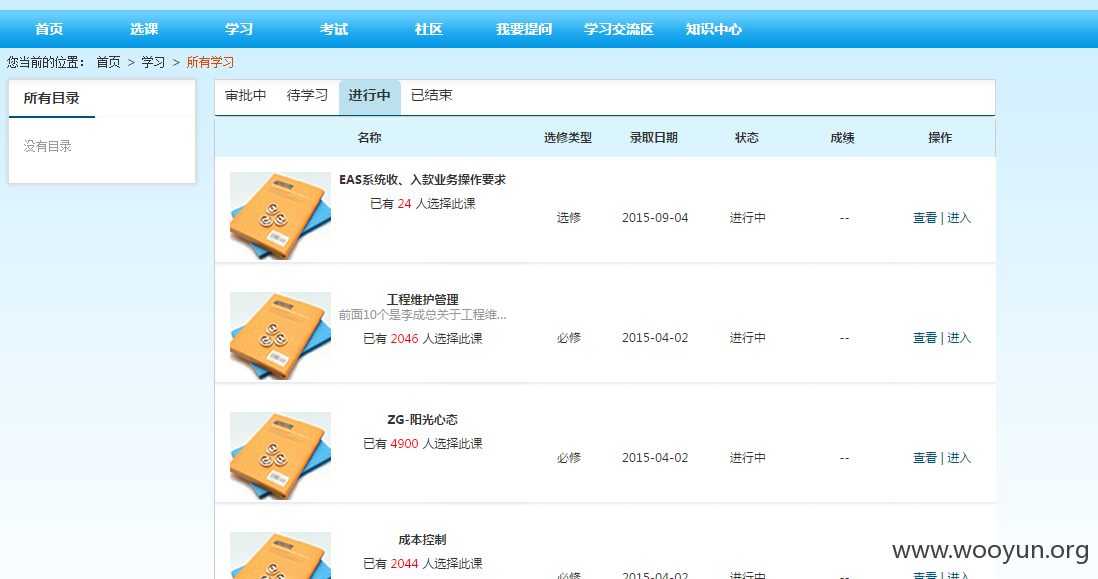 首页 选课 学习 考试 社区 我要提问 学习交流区 知识中心
您当前的位置： 首页 > 学习 > 所有学习
所有目录
没有目录
审批中 待学习 进行中 已结束
名称 选修类型 录取日期 状态 成绩 操作
EAS系统收、入款业务操作要求
已有 24 人选择此课
选修 2015-09-04 进行中 -- 查看 | 进入
工程维护管理
前面10个是李成总关于工程维...
已有 2046 人选择此课
必修 2015-04-02 进行中 -- 查看 | 进入
ZG-阳光心态
已有 4900 人选择此课
必修 2015-04-02 进行中 -- 查看 | 进入
成本控制
已有 2044 人选择此课
必修 2015-04-02 进行中 -- 查看 | 进入
www.wooyun.org